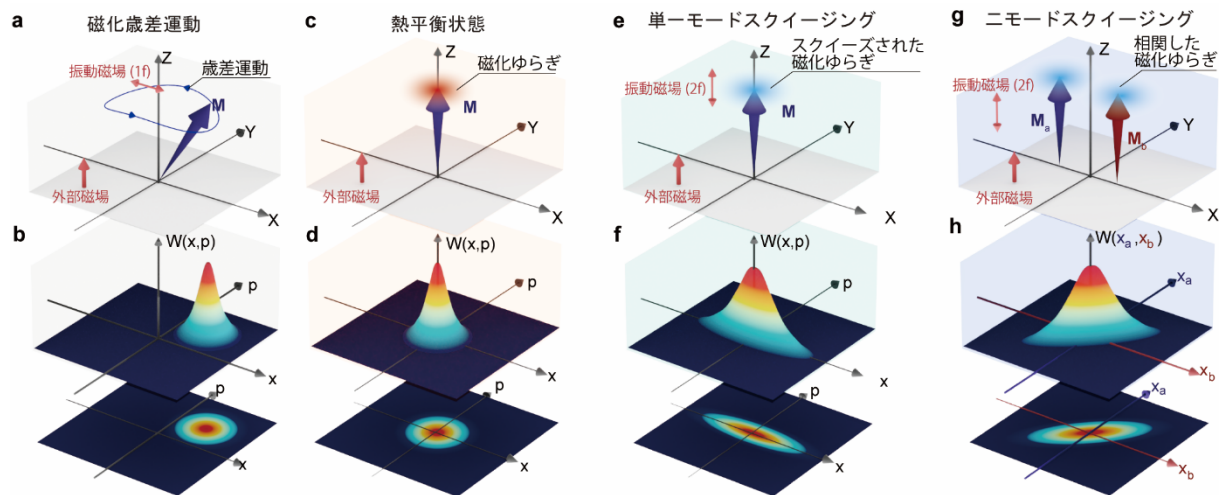 a 磁化歳差運動
Z
振動磁場 (1f)
歳差運動
M
Y
外部磁場
X
b
W(x,p)
p
x
p
x
c 熱平衡状態
Z
磁化ゆらぎ
M
Y
外部磁場
X
d
W(x,p)
p
x
p
x
e 単一モードスクイージング
Z
スクイーズされた
磁化ゆらぎ
振動磁場 (2f)
M
Y
外部磁場
X
f
W(x,p)
p
x
p
x
g 二モードスクイージング
Z
相関した
磁化ゆらぎ
振動磁場 (2f)
Ma
Mb
Y
外部磁場
X
h
W(xa,xb)
xa
xb
xa
xb